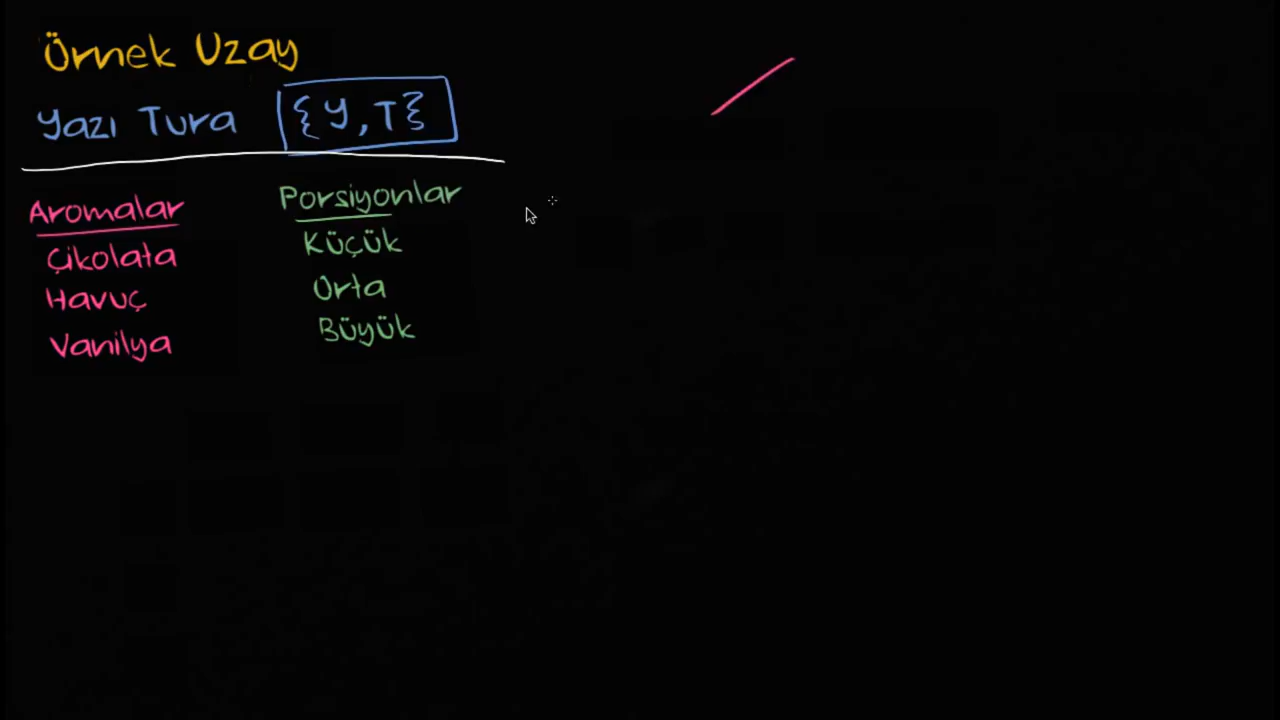 Örnek Uzay
Yazı Tura {Y, T}
Aromalar Porsiyonlar
Çikolata Küçük
Havuç Orta
Vanilya Büyük